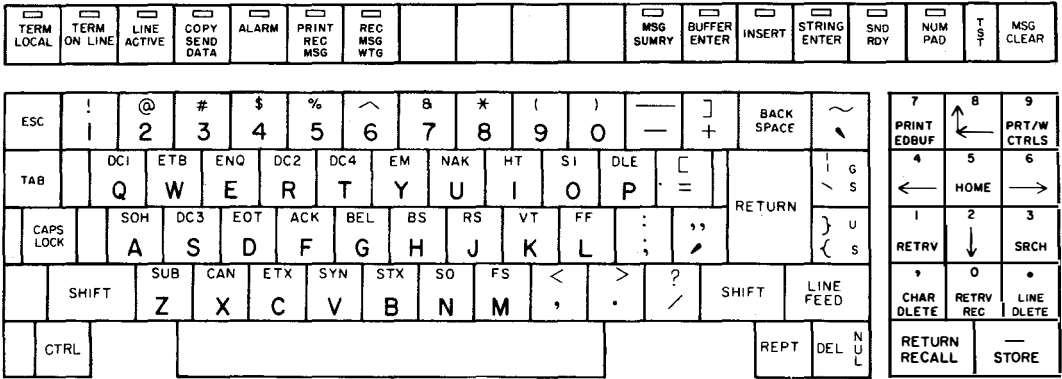 TERM LOCAL
TERM ON LINE
LINE ACTIVE
COPY SEND DATA
ALARM
PRINT REC MSG
REC MSG WTG
MSG SUMRY
BUFFER ENTER
INSERT
STRING ENTER
SND RDY
NUM PAD
TST
MSG CLEAR
ESC
! 1
@ 2
# 3
$ 4
% 5
^ 6
& 7
* 8
( 9
) 0
— –
] +
BACK SPACE
~ `
TAB
DC1 Q
ETB W
ENQ E
DC2 R
DC4 T
EM Y
NAK U
HT I
SI O
DLE P
[ =
RETURN
| G
\ S
CAPS LOCK
SOH A
DC3 S
EOT D
ACK F
BEL G
BS H
RS J
VT K
FF L
: ;
" '
} U
{ S
SHIFT
SUB Z
CAN X
ETX C
SYN V
STX B
SO N
FS M
< ,
> .
? /
SHIFT
LINE FEED
CTRL
REPT
DEL NUL
7 PRINT EDBUF
8
9 PRT/W CTRLS
4 ←
5 HOME
6 →
1 RETRV
2 ↓
3 SRCH
, CHAR DLETE
0 RETRV REC
. LINE DLETE
RETURN RECALL
— STORE